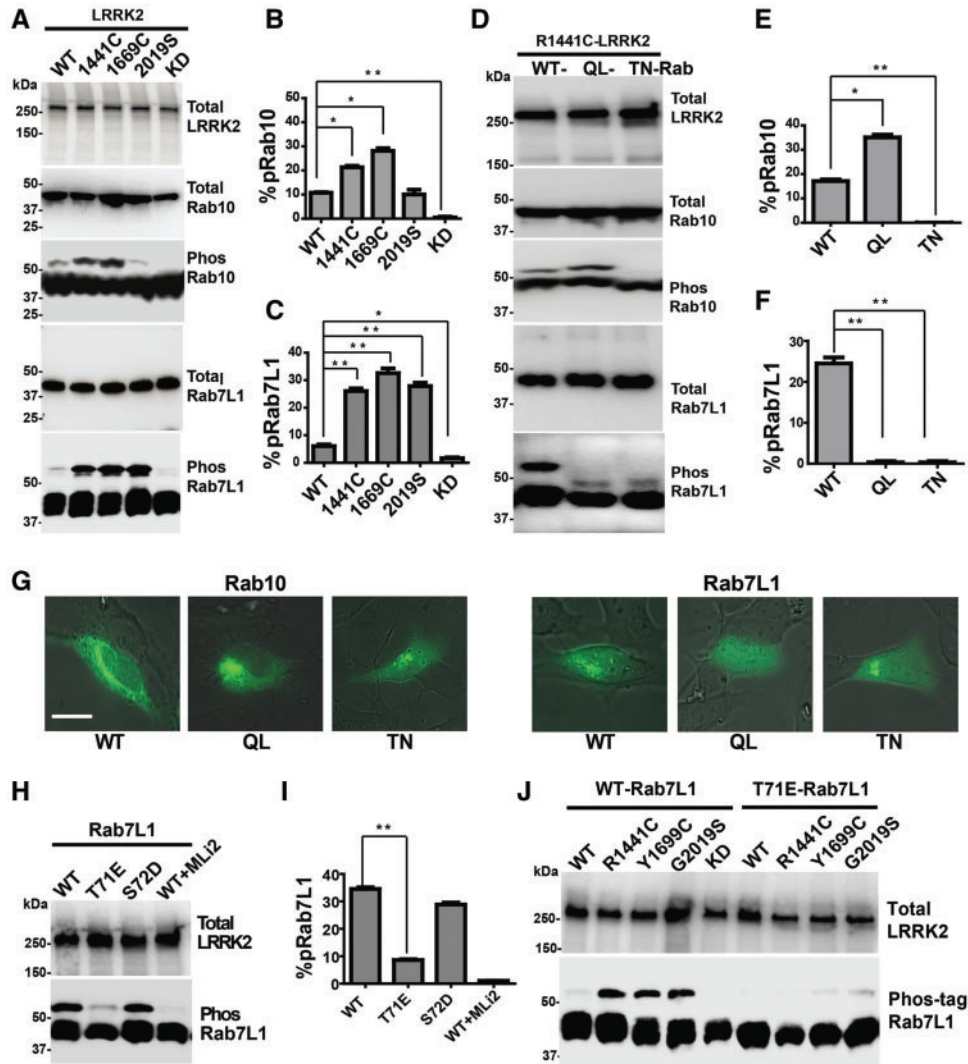 A
LRRK2
WT 1441C 1669C 2019S KD
kDa
250-
150-
Total
LRRK2
50-
37-
25-
Total
Rab10
50-
37-
Phos
Rab10
50-
37-
25-
Total
Rab7L1
50-
37-
Phos
Rab7L1
B
%pRab10
50
40
30
20
10
0
* * **
WT 1441C 1669C 2019S KD
C
%pRab7L1
40
30
20
10
0
** ** ** *
WT 1441C 1669C 2019S KD
D
R1441C-LRRK2
WT- QL- TN-Rab
kDa
250-
150-
Total
LRRK2
50-
37-
Total
Rab10
50-
37-
Phos
Rab10
50-
37-
Total
Rab7L1
50-
37-
Phos
Rab7L1
E
%pRab10
40
30
20
10
0
* **
WT QL TN
F
%pRab7L1
30
20
10
0
** **
WT QL TN
G
Rab10
WT QL TN
Rab7L1
WT QL TN
H
Rab7L1
WT T71E S72D WT+MLi2
kDa
250-
150-
Total
LRRK2
50-
37-
Phos
Rab7L1
I
%pRab7L1
50
40
30
20
10
0
**
WT T71E S72D WT+MLi2
J
WT-Rab7L1 T71E-Rab7L1
WT R1441C Y1699C G2019S KD WT R1441C Y1699C G2019S
kDa
250-
150-
Total
LRRK2
50-
37-
Phos-tag
Rab7L1